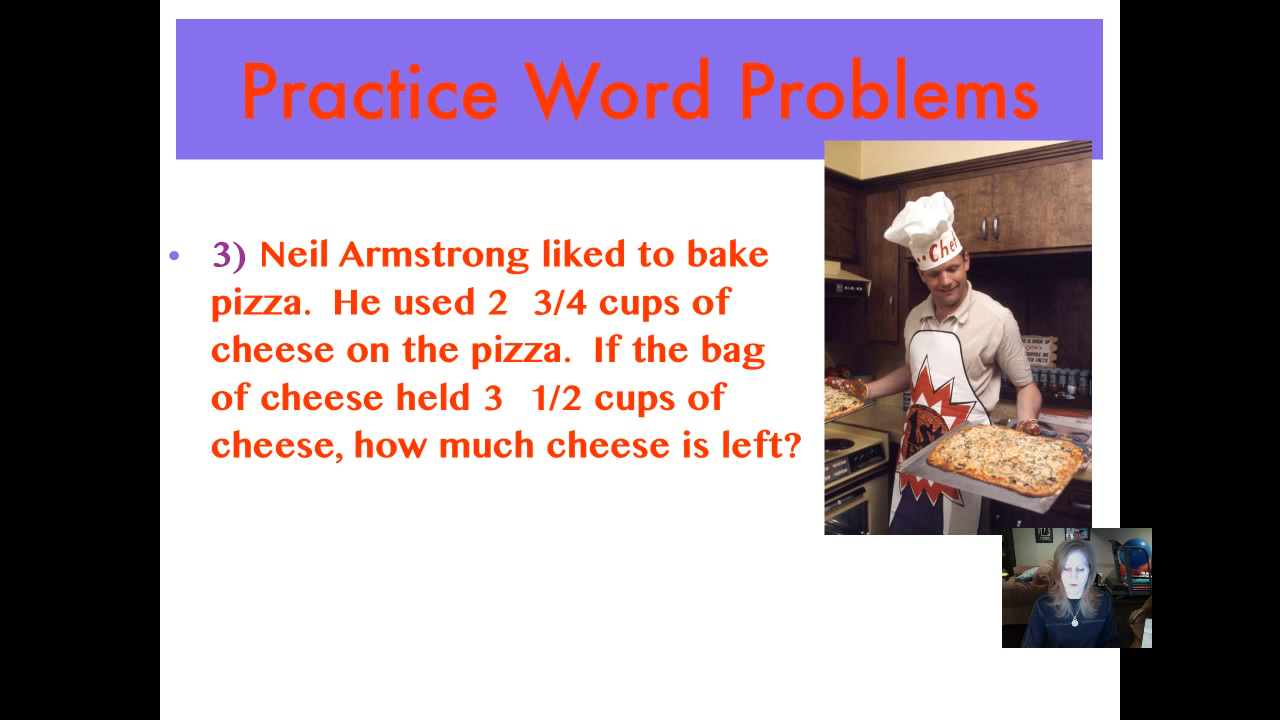 Practice Word Problems
• 3) Neil Armstrong liked to bake
pizza. He used 2 3/4 cups of
cheese on the pizza. If the bag
of cheese held 3 1/2 cups of
cheese, how much cheese is left?